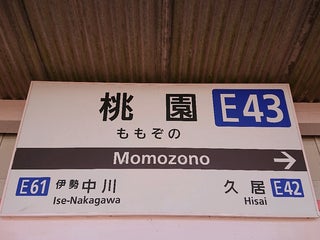 桃園 E43
ももぞの
Momozono →
E61 伊勢中川 久居 E42
Ise-Nakagawa Hisai